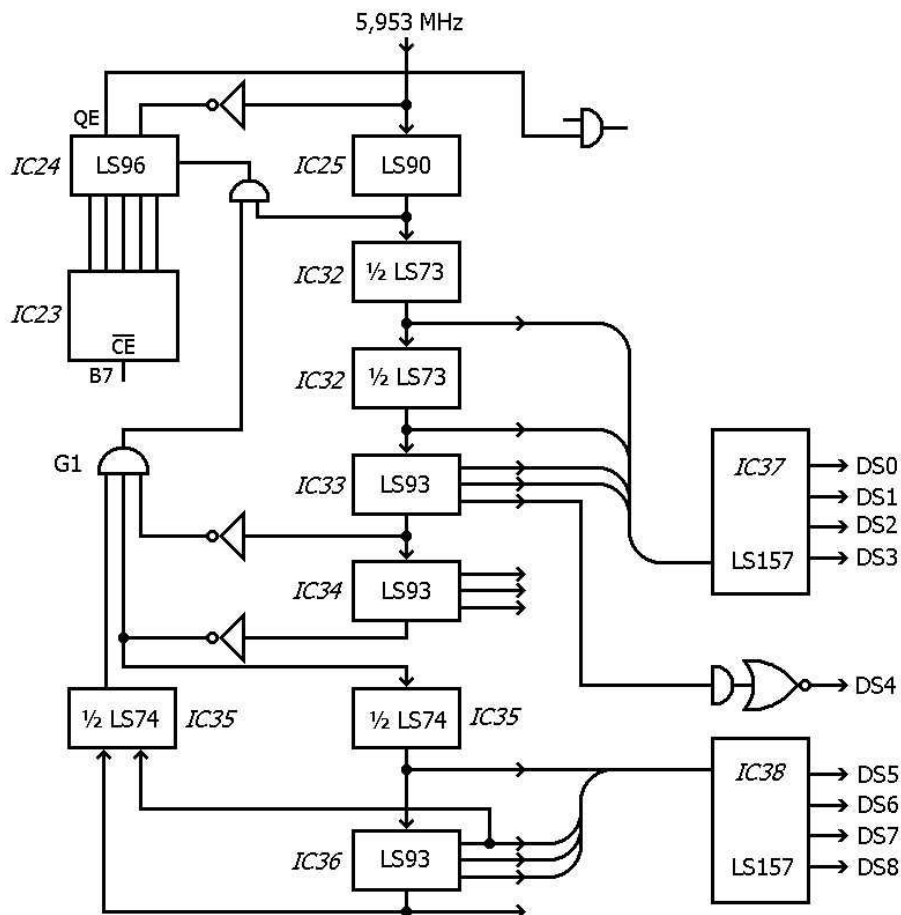 5,953 MHz
QE
IC24
LS96
IC25
LS90
IC32
½ LS73
IC23
CE
B7
IC32
½ LS73
G1
IC33
LS93
IC37
LS157
DS0
DS1
DS2
DS3
IC34
LS93
½ LS74
IC35
½ LS74
IC35
DS4
IC38
LS157
DS5
DS6
DS7
DS8
IC36
LS93